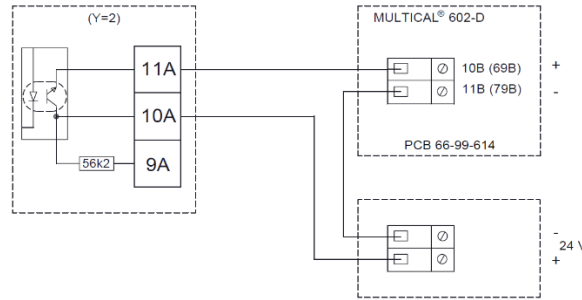 (Y=2)
11A
10A
9A
56k2
MULTICAL® 602-D
10B (69B)
11B (79B)
+
-
PCB 66-99-614
-
24 V
+